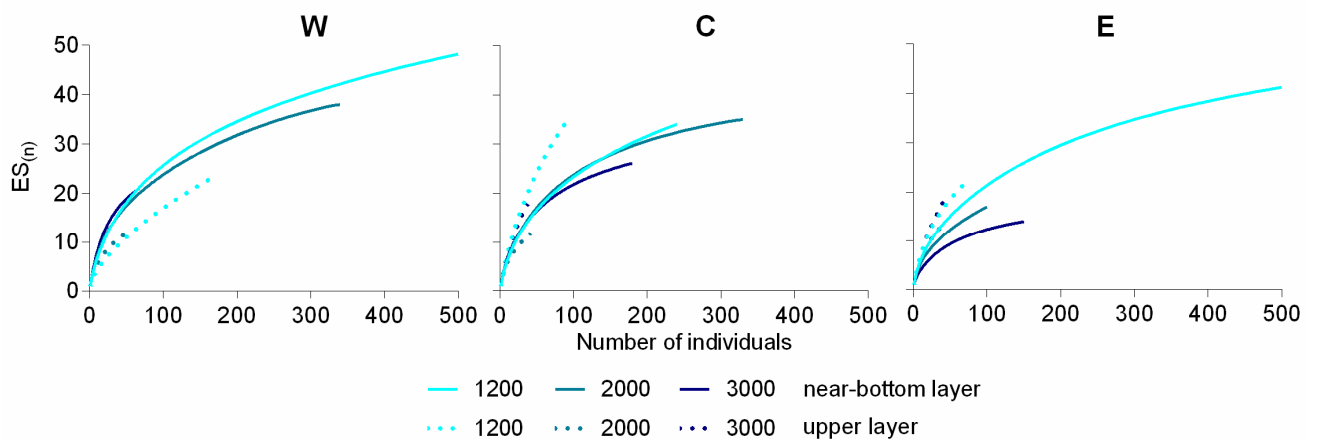 W C E
ES(n)
50
40
30
20
10
0
0 100 200 300 400 500 0 100 200 300 400 500 0 100 200 300 400 500
Number of individuals
1200 2000 3000 near-bottom layer
1200 2000 3000 upper layer